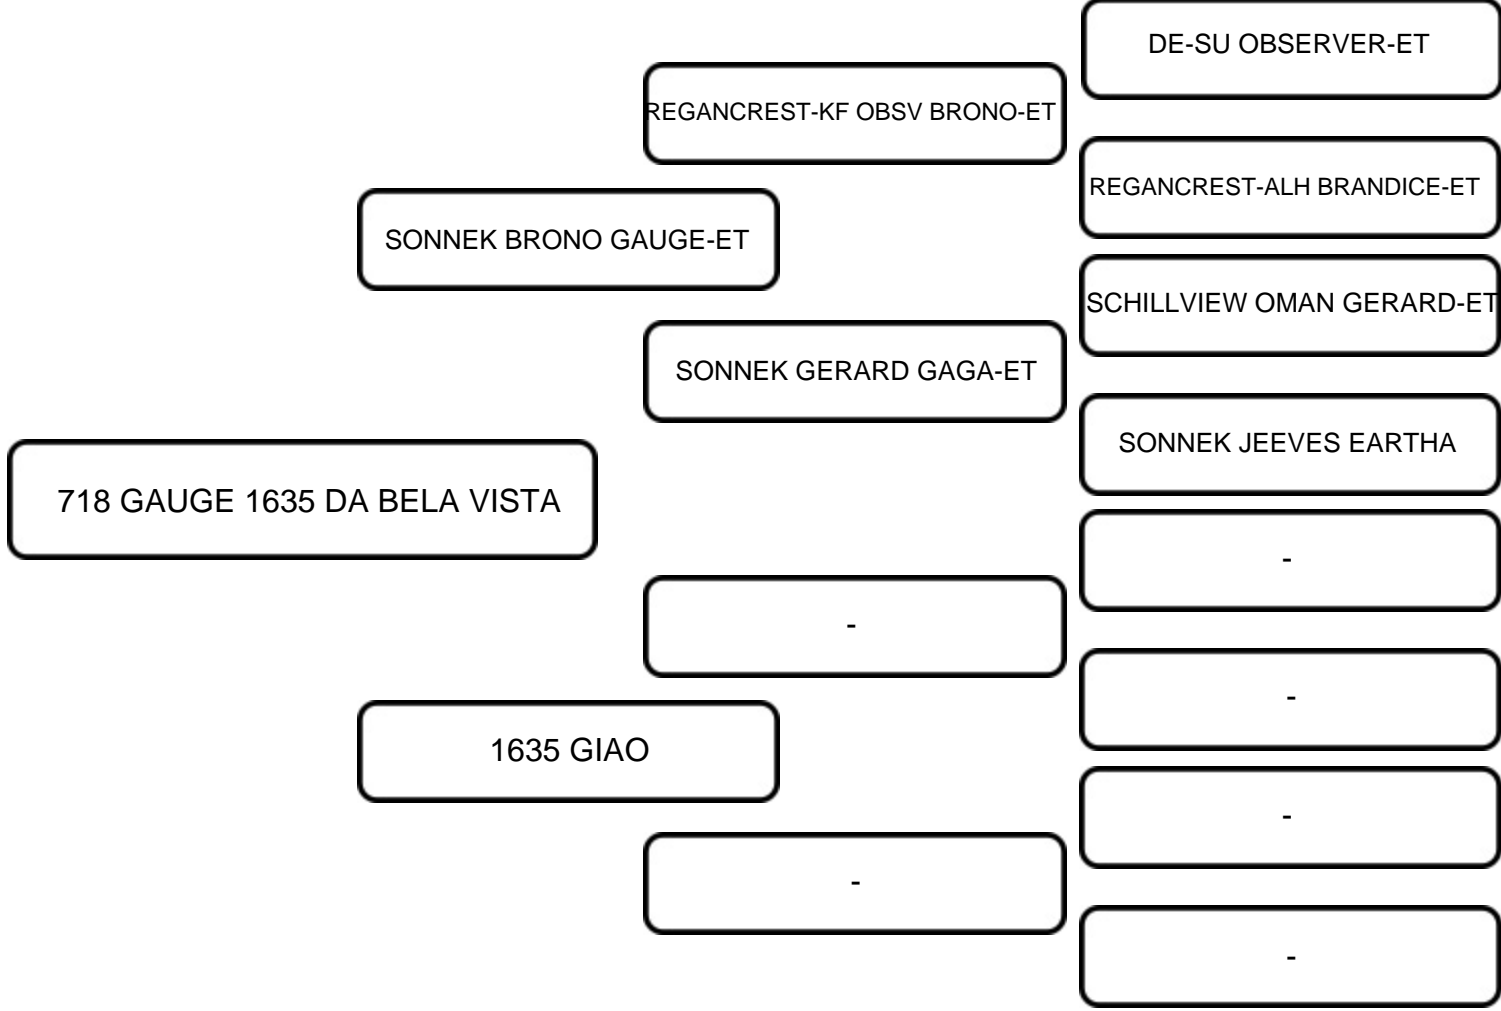 DE-SU OBSERVER-ET
REGANCREST-KF OBSV BRONO-ET
REGANCREST-ALH BRANDICE-ET
SONNEK BRONO GAUGE-ET
SCHILLVIEW OMAN GERARD-ET
SONNEK GERARD GAGA-ET
SONNEK JEEVES EARTHA
718 GAUGE 1635 DA BELA VISTA
-
-
-
1635 GIAO
-
-
-